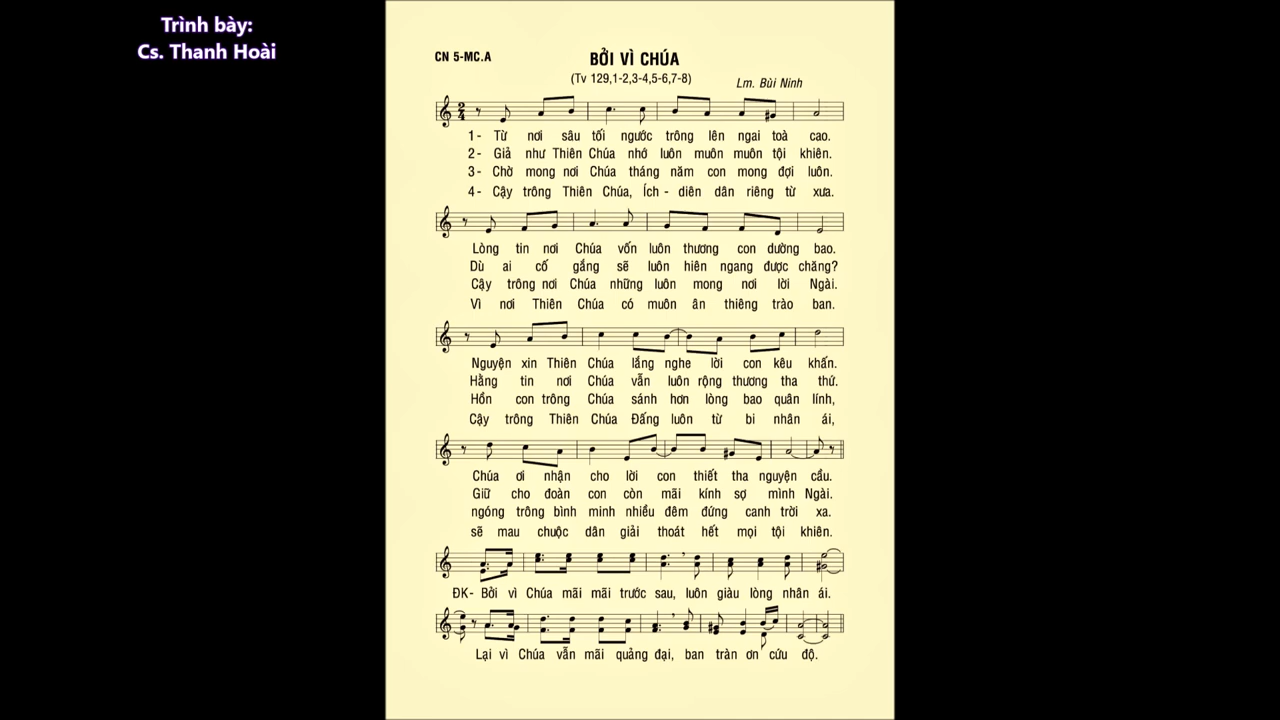 Trình bày:
Cs. Thanh Hoài
CN 5-MC.A
BỞI VÌ CHÚA
(Tv 129,1-2,3-4,5-6,7-8)
Lm. Bùi Ninh
1- Từ nơi sâu tối ngước trông lên ngai toà cao.
2- Giả như Thiên Chúa nhớ luôn muôn muôn tội khiên.
3- Chờ mong nơi Chúa tháng năm con mong đợi luôn.
4- Cậy trông Thiên Chúa, Ích - diên dân riêng từ xưa.
Lòng tin nơi Chúa vốn luôn thương con dường bao.
Dù ai cố gắng sẽ luôn hiên ngang được chăng?
Cậy trông nơi Chúa những luôn mong nơi lời Ngài.
Vì nơi Thiên Chúa có muôn ân thiêng trào ban.
Nguyện xin Thiên Chúa lắng nghe lời con kêu khấn.
Hằng tin nơi Chúa vẫn luôn rộng thương tha thứ.
Hồn con trông Chúa sánh hơn lòng bao quân lính,
Cậy trông Thiên Chúa Đấng luôn từ bi nhân ái,
Chúa ơi nhận cho lời con thiết tha nguyện cầu.
Giữ cho đoàn con còn mãi kính sợ mình Ngài.
ngóng trông bình minh nhiều đêm đứng canh trời xa.
sẽ mau chuộc dân giải thoát hết mọi tội khiên.
ĐK- Bởi vì Chúa mãi mãi trước sau, luôn giàu lòng nhân ái.
Lại vì Chúa vẫn mãi quảng đại, ban tràn ơn cứu độ.